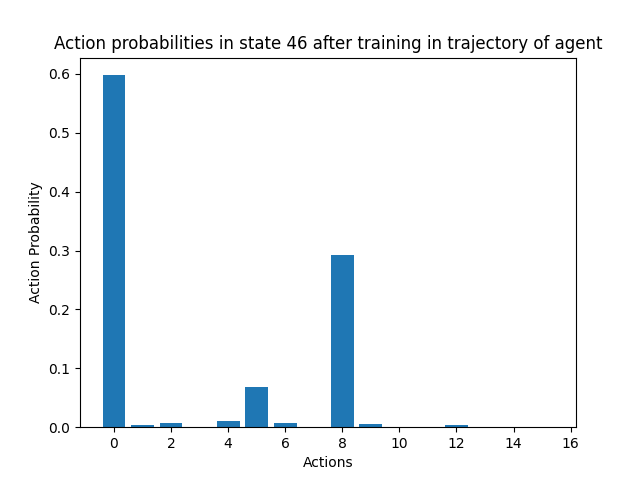 Action probabilities in state 46 after training in trajectory of agent
0.6
0.5
0.4
0.3
0.2
0.1
0.0
Action Probability
0 2 4 6 8 10 12 14 16
Actions